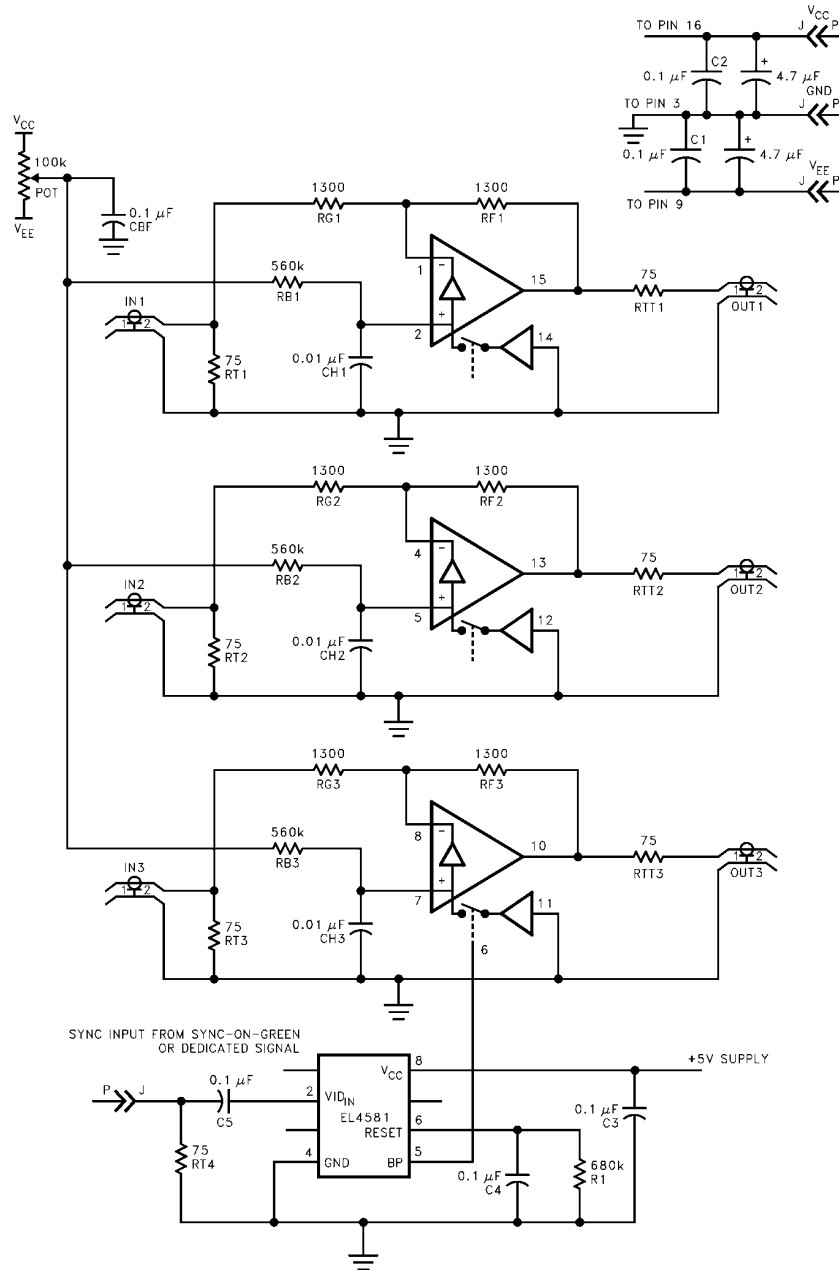 V_CC
TO PIN 16
J
P
C2
+
0.1 µF
4.7 µF
GND
TO PIN 3
J
P
C1
+
0.1 µF
4.7 µF
V_EE
J
P
TO PIN 9
V_CC
100k
POT
V_EE
0.1 µF
CBF
1300
RG1
1300
RF1
560k
RB1
1
−
15
75
RTT1
1 2
OUT1
IN1
1 2
+
2
75
RT1
0.01 µF
CH1
14
1300
RG2
1300
RF2
560k
RB2
4
−
13
75
RTT2
1 2
OUT2
IN2
1 2
+
5
75
RT2
0.01 µF
CH2
12
1300
RG3
1300
RF3
560k
RB3
8
−
10
75
RTT3
1 2
OUT3
IN3
1 2
+
7
75
RT3
0.01 µF
CH3
11
6
SYNC INPUT FROM SYNC-ON-GREEN
OR DEDICATED SIGNAL
V_CC
8
+5V SUPPLY
P
J
0.1 µF
C5
2
VID_IN
EL4581
RESET
6
0.1 µF
C3
75
RT4
4
GND
BP
5
0.1 µF
C4
680k
R1